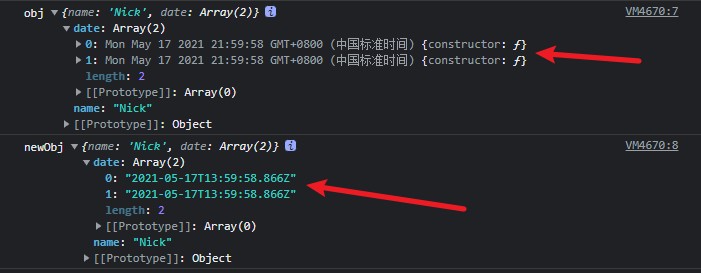 obj ▼{name: 'Nick', date: Array(2)} i VM4670:7
▼date: Array(2)
▶0: Mon May 17 2021 21:59:58 GMT+0800 (中国标准时间) {constructor: ƒ}
▶1: Mon May 17 2021 21:59:58 GMT+0800 (中国标准时间) {constructor: ƒ}
length: 2
▶[[Prototype]]: Array(0)
name: "Nick"
▶[[Prototype]]: Object
newObj ▼{name: 'Nick', date: Array(2)} i VM4670:8
▼date: Array(2)
0: "2021-05-17T13:59:58.866Z"
1: "2021-05-17T13:59:58.866Z"
length: 2
▶[[Prototype]]: Array(0)
name: "Nick"
▶[[Prototype]]: Object